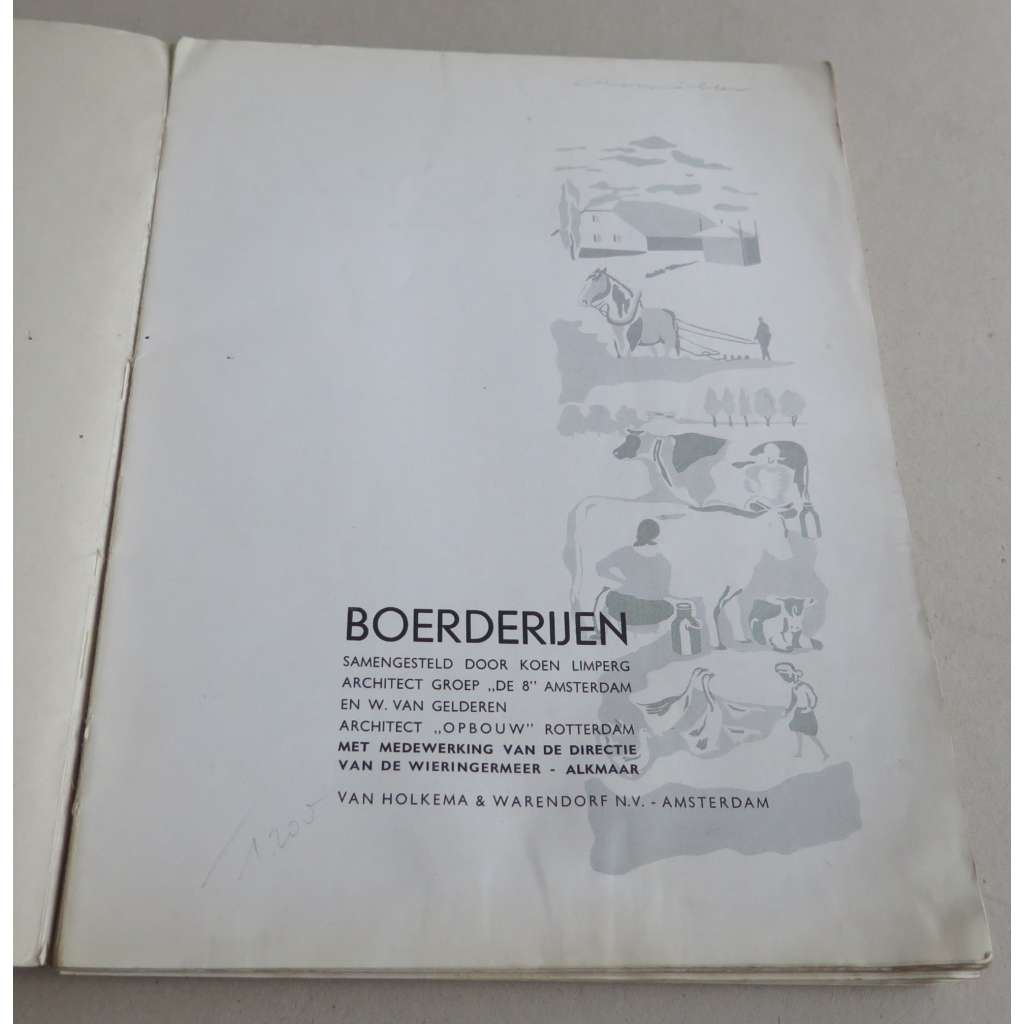 BOERDERIJEN
SAMENGESTELD DOOR KOEN LIMPERG
ARCHITECT GROEP „DE 8" AMSTERDAM
EN W. VAN GELDEREN
ARCHITECT „OPBOUW" ROTTERDAM
MET MEDEWERKING VAN DE DIRECTIE
VAN DE WIERINGERMEER - ALKMAAR
VAN HOLKEMA & WARENDORF N.V. - AMSTERDAM